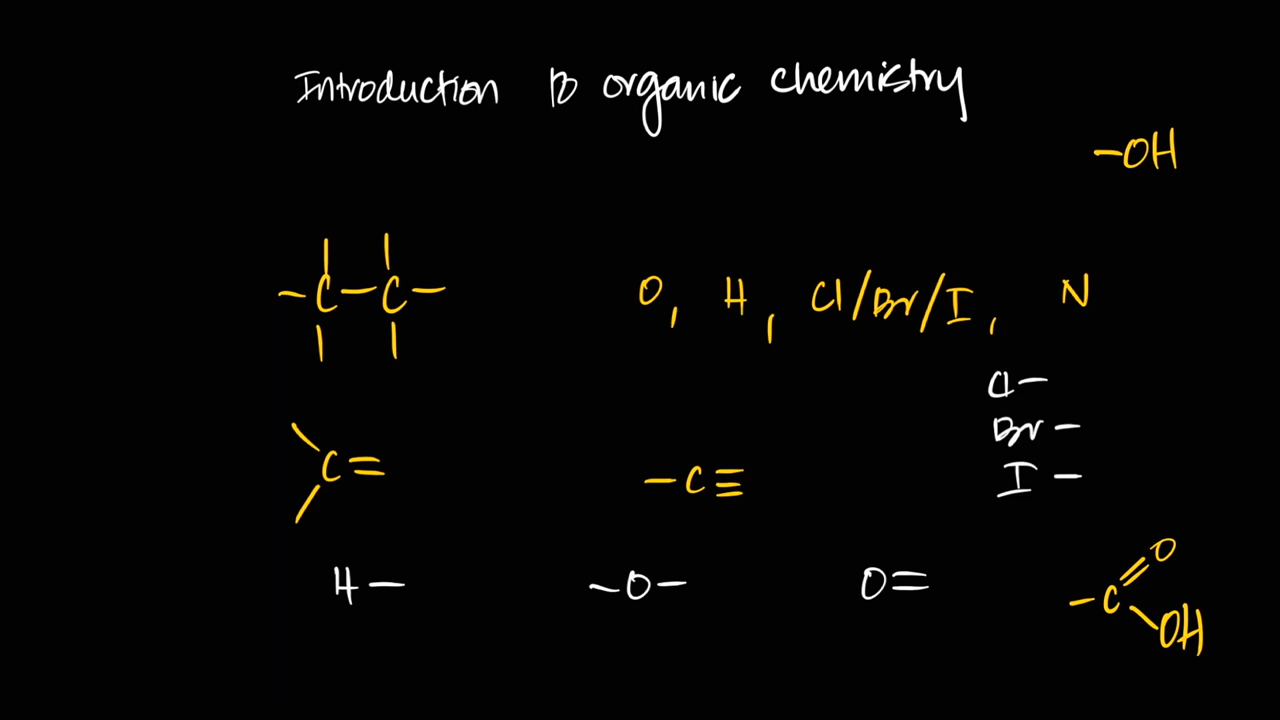 Introduction to organic chemistry
-OH
-C-C-
O, H, Cl/Br/I, N
Cl-
Br-
C= -C≡
I-
H- -O- O=
-C=O
OH